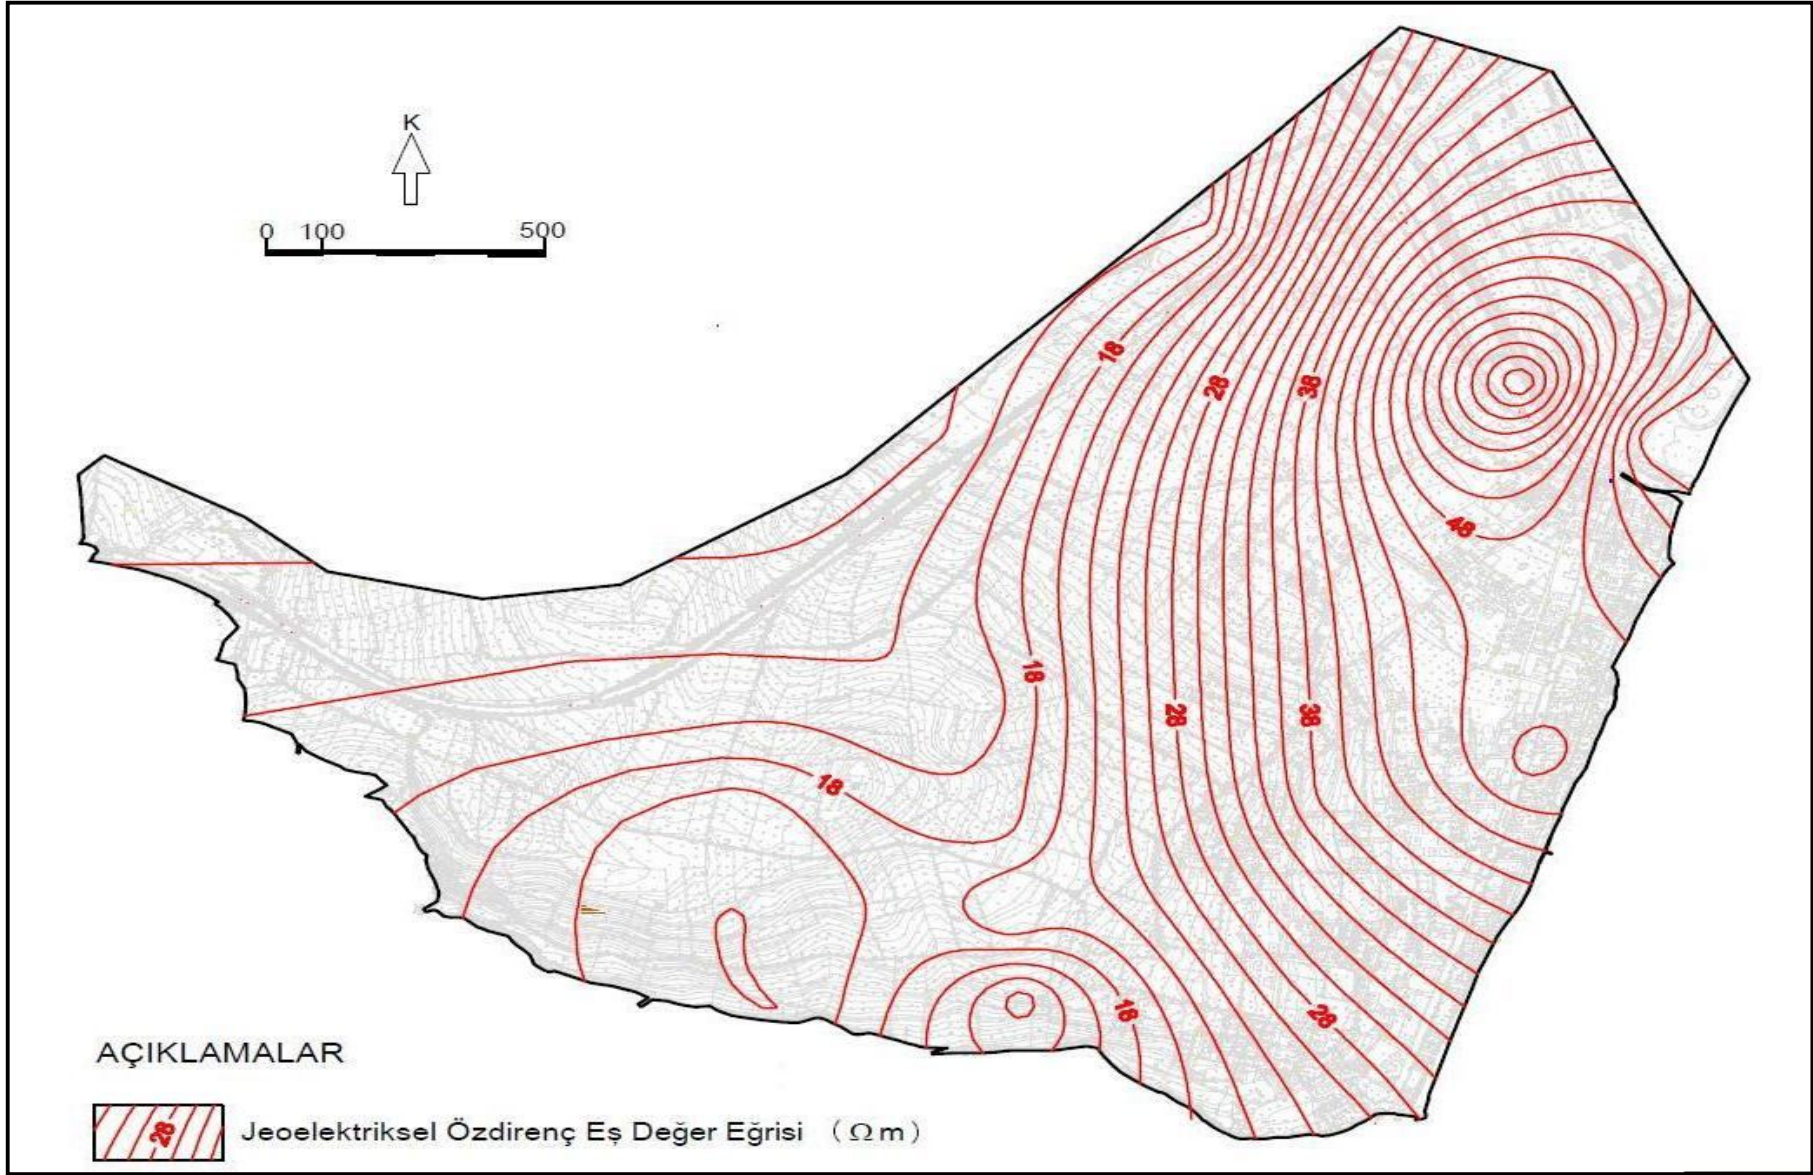 K
0 100 500
18
28
38
48
18
28
38
18
18
28
AÇIKLAMALAR
28 Jeoelektriksel Özdirenç Eş Değer Eğrisi (Ωm)